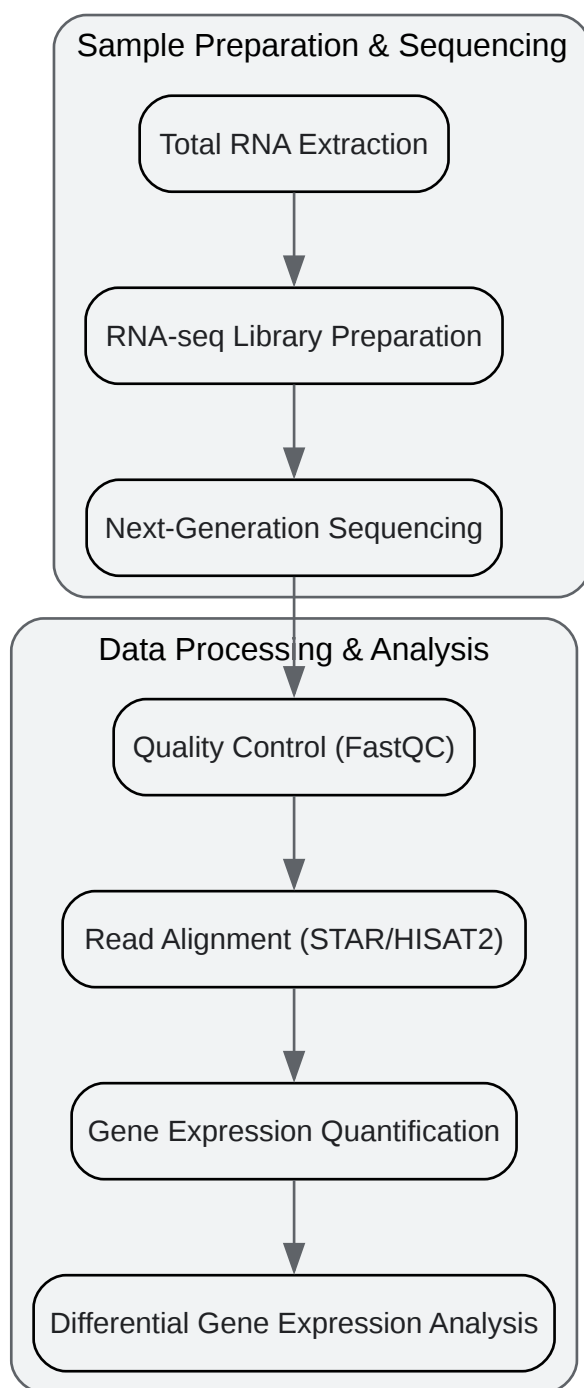 Sample Preparation & Sequencing
Total RNA Extraction
RNA-seq Library Preparation
Next-Generation Sequencing
Data Processing & Analysis
Quality Control (FastQC)
Read Alignment (STAR/HISAT2)
Gene Expression Quantification
Differential Gene Expression Analysis